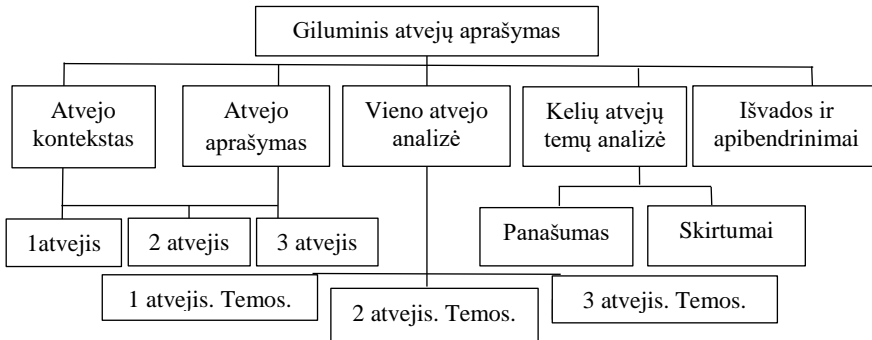 Giluminis atvejų aprašymas
Atvejo
kontekstas
Atvejo
aprašymas
Vieno atvejo
analizė
Kelių atvejų
temų analizė
Išvados ir
apibendrinimai
1atvejis
2 atvejis
3 atvejis
Panašumas
Skirtumai
1 atvejis. Temos.
2 atvejis. Temos.
3 atvejis. Temos.